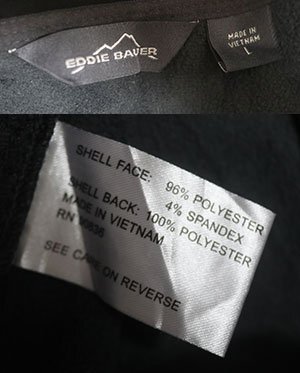 EDDIE BAUER
MADE IN
VIETNAM
L
SHELL FACE: 96% POLYESTER
4% SPANDEX
SHELL BACK: 100% POLYESTER
MADE IN VIETNAM
RN
SEE CARE ON REVERSE